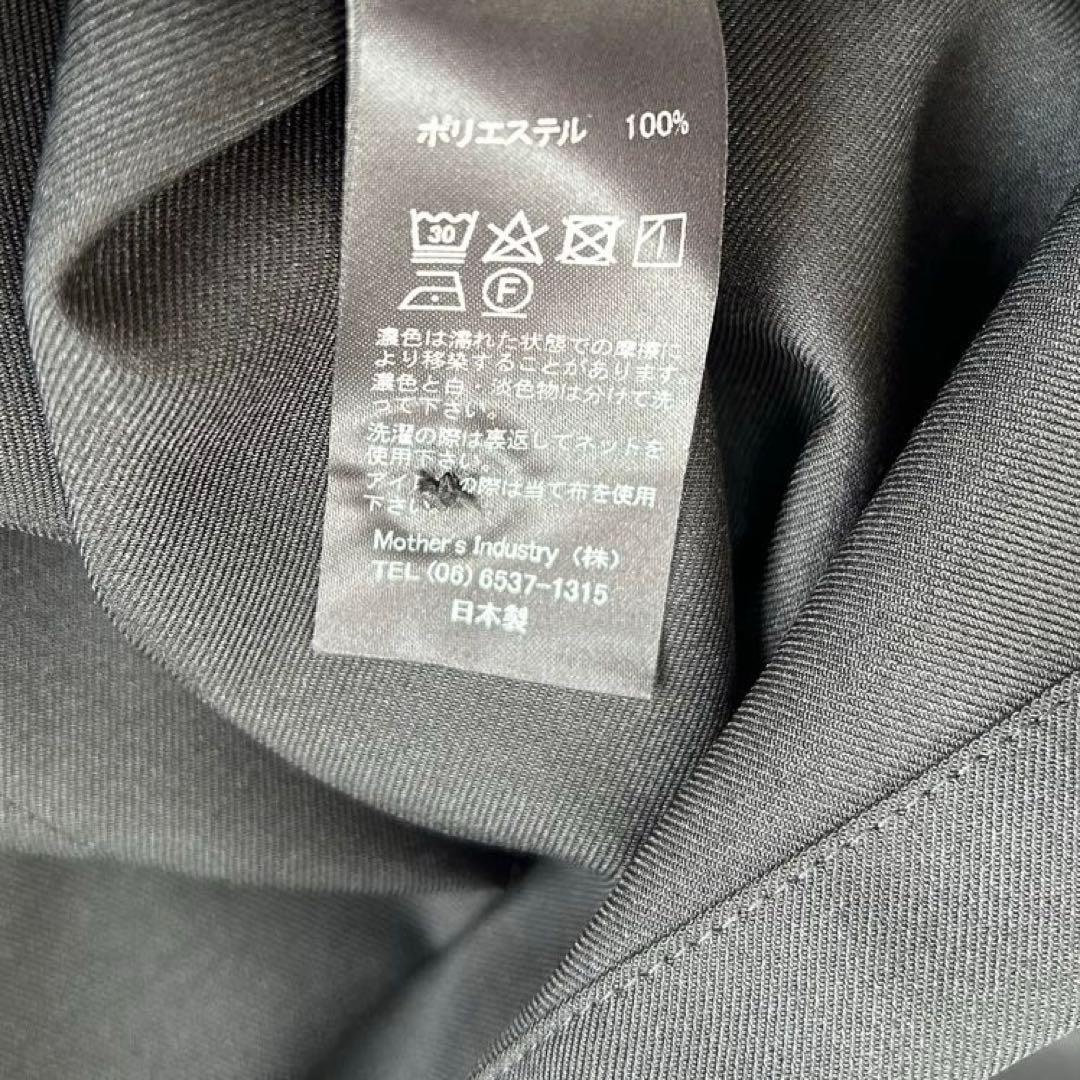 ポリエステル 100%
30
F
濃色は濡れた状態での摩擦に
より移染することがあります
濃色と白・淡色物は分けて洗
って下さい。
洗濯の際は裏返してネットを
使用下さい。
アイ の際は当て布を使用
下さい
Mother's Industry (株)
TEL (06) 6537-1315
日本製